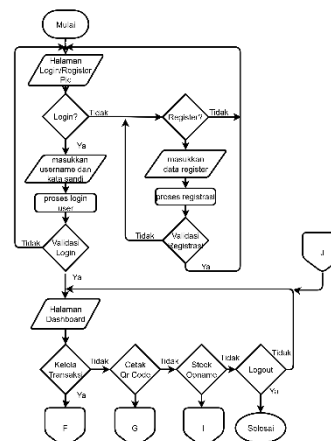 Mulai
Halaman
Login/Register
Pic
Login?
Tidak
Register?
Tidak
Ya
Ya
masukkan
username dan
kata sandi
masukkan
data register
proses login
user
proses registrasi
Tidak
Validasi
Login
Tidak
Validasi
Registrasi
Ya
Ya
J
Halaman
Dashboard
Tidak
Kelola
Transaksi
Tidak
Cetak
Qr Code
Tidak
Stock
Opname
Tidak
Logout
Ya
Ya
F
G
I
Selesai